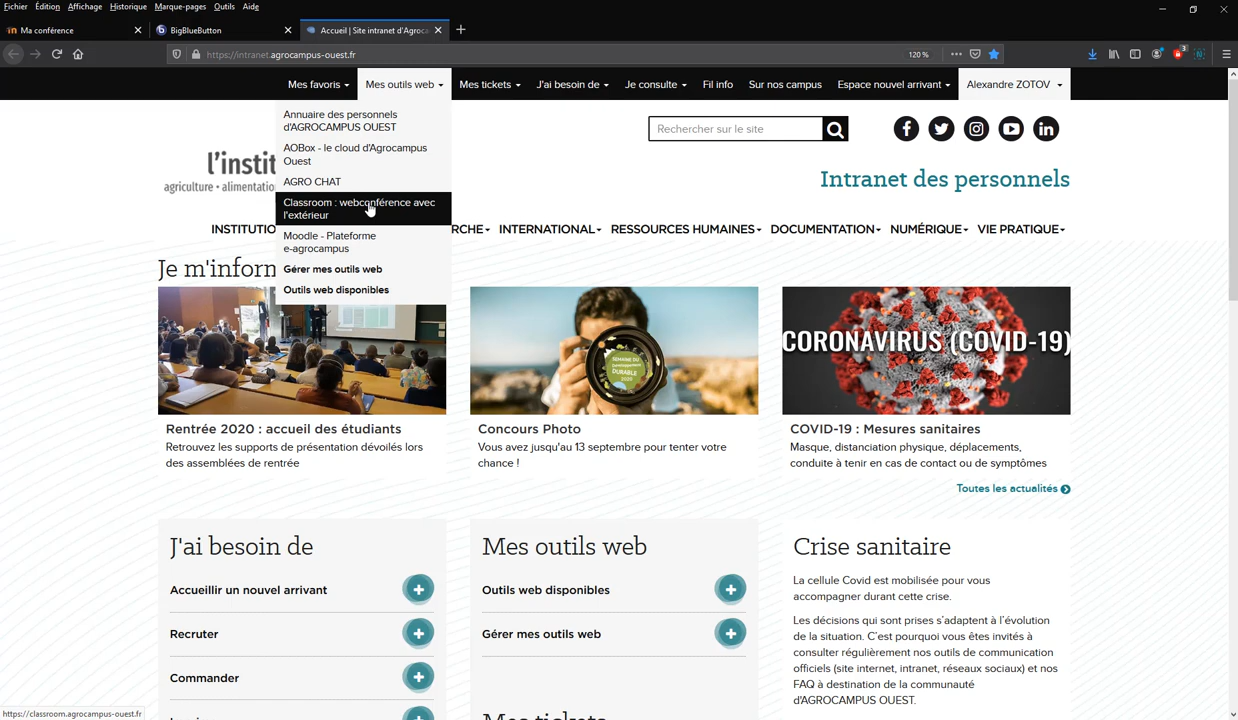 Fichier Édition Affichage Historique Marque-pages Outils Aide
Ma conférence
BigBlueButton
Accueil | Site intranet d'Agroca
https://intranet.agrocampus-ouest.fr
120 %
3
Mes favoris Mes outils web Mes tickets J'ai besoin de Je consulte Fil info Sur nos campus Espace nouvel arrivant Alexandre ZOTOV
Annuaire des personnels
d'AGROCAMPUS OUEST
AOBox - le cloud d'Agrocampus
Ouest
AGRO CHAT
Classroom : webconférence avec
l'extérieur
Moodle - Plateforme
e-agrocampus
Gérer mes outils web
Outils web disponibles
Rechercher sur le site
l'instit
agriculture • alimentatio
Intranet des personnels
INSTITUTIO RCHE INTERNATIONAL RESSOURCES HUMAINES DOCUMENTATION NUMÉRIQUE VIE PRATIQUE
Je m'inform
SEMAINE DU
Développement
DURABLE
2020
CORONAVIRUS (COVID-19)
Rentrée 2020 : accueil des étudiants
Retrouvez les supports de présentation dévoilés lors
des assemblées de rentrée
Concours Photo
Vous avez jusqu'au 13 septembre pour tenter votre
chance !
COVID-19 : Mesures sanitaires
Masque, distanciation physique, déplacements,
conduite à tenir en cas de contact ou de symptômes
Toutes les actualités
J'ai besoin de
Accueillir un nouvel arrivant
Recruter
Commander
Mes outils web
Outils web disponibles
Gérer mes outils web
Mes tickets
Crise sanitaire
La cellule Covid est mobilisée pour vous
accompagner durant cette crise.
Les décisions qui sont prises s'adaptent à l'évolution
de la situation. C'est pourquoi vous êtes invités à
consulter régulièrement nos outils de communication
officiels (site internet, intranet, réseaux sociaux) et nos
FAQ à destination de la communauté
d'AGROCAMPUS OUEST.
https://classroom.agrocampus-ouest.fr